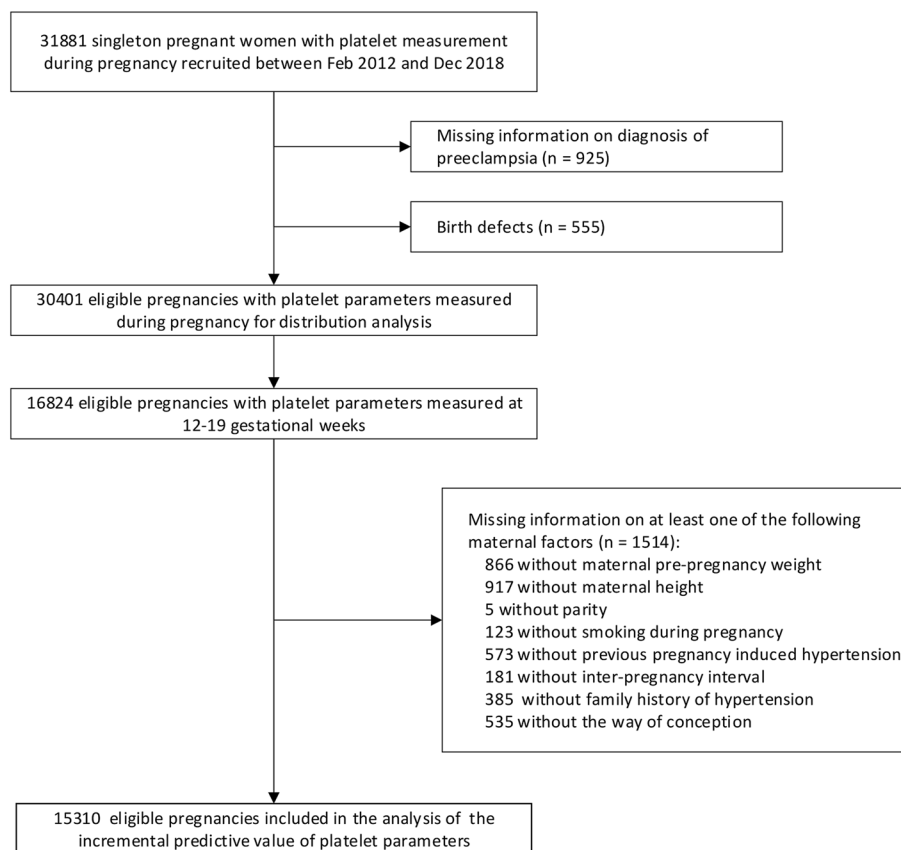 31881 singleton pregnant women with platelet measurement
during pregnancy recruited between Feb 2012 and Dec 2018
Missing information on diagnosis of
preeclampsia (n = 925)
Birth defects (n = 555)
30401 eligible pregnancies with platelet parameters measured
during pregnancy for distribution analysis
16824 eligible pregnancies with platelet parameters measured at
12-19 gestational weeks
Missing information on at least one of the following
maternal factors (n = 1514):
866 without maternal pre-pregnancy weight
917 without maternal height
5 without parity
123 without smoking during pregnancy
573 without previous pregnancy induced hypertension
181 without inter-pregnancy interval
385 without family history of hypertension
535 without the way of conception
15310 eligible pregnancies included in the analysis of the
incremental predictive value of platelet parameters